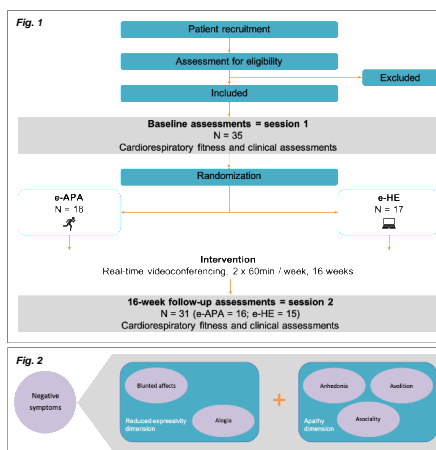 Fig. 1
Patient recruitment
Assessment for eligibility
Excluded
Included
Baseline assessments = session 1
N = 35
Cardiorespiratory fitness and clinical assessments
Randomization
e-APA
N = 18
e-HE
N = 17
Intervention
Real-time videoconferencing, 2 x 60min / week, 16 weeks
16-week follow-up assessments = session 2
N = 31 (e-APA = 16; e-HE = 15)
Cardiorespiratory fitness and clinical assessments
Fig. 2
Negative
symptoms
Blunted affects
Reduced expressivity
dimension
Alogia
+
Anhedonia
Avolition
Apathy
dimension
Asociality